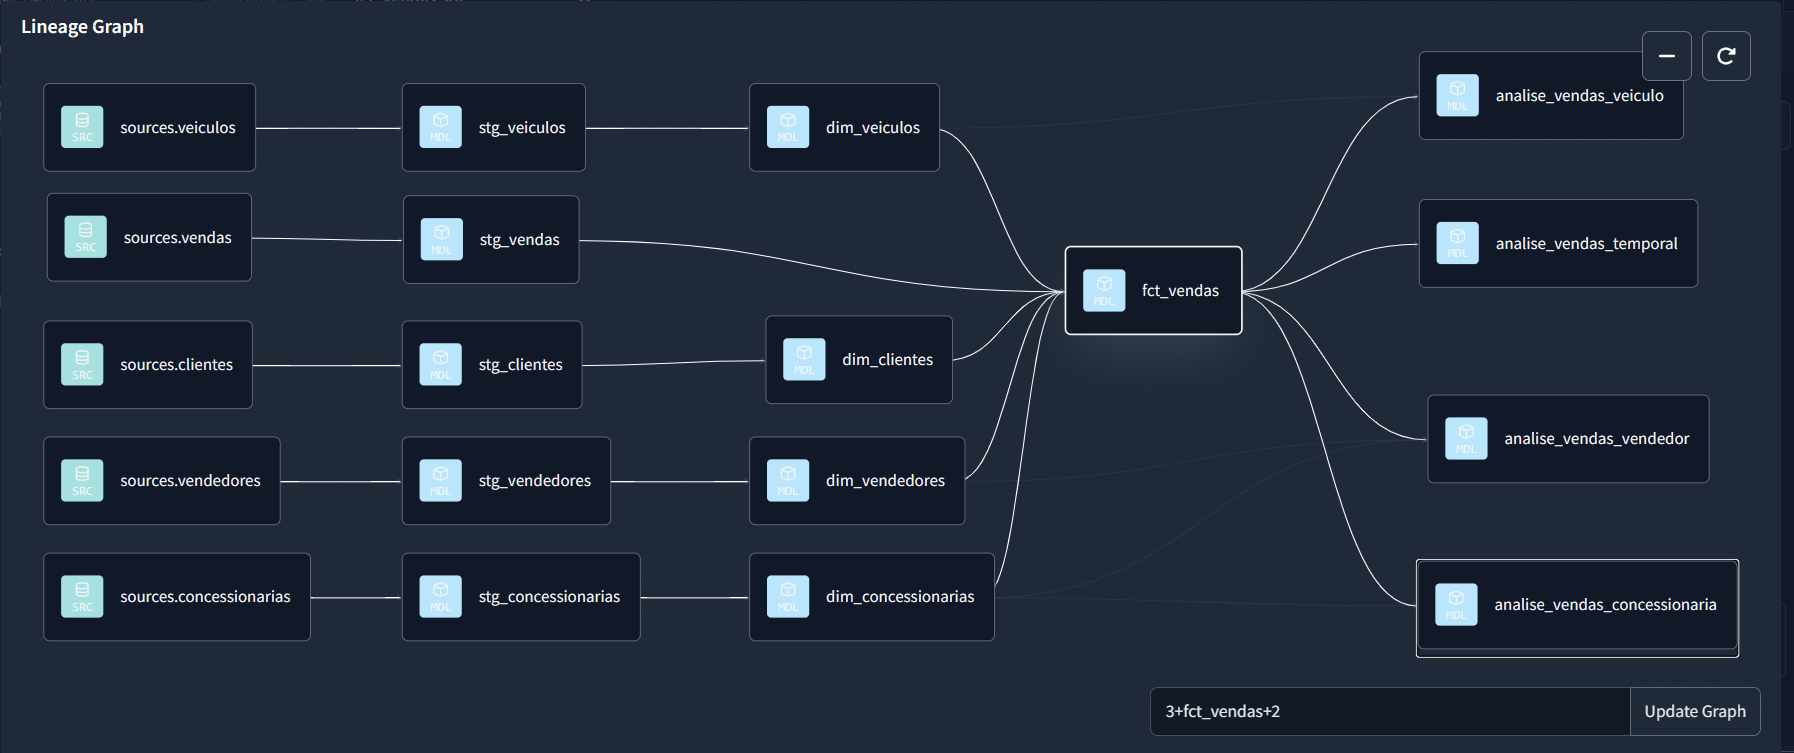 Lineage Graph
SRC
sources.veiculos
MDL
stg_veiculos
MDL
dim_veiculos
SRC
sources.vendas
MDL
stg_vendas
SRC
sources.clientes
MDL
stg_clientes
MDL
dim_clientes
SRC
sources.vendedores
MDL
stg_vendedores
MDL
dim_vendedores
SRC
sources.concessionarias
MDL
stg_concessionarias
MDL
dim_concessionarias
MDL
fct_vendas
MDL
analise_vendas_veiculo
MDL
analise_vendas_temporal
MDL
analise_vendas_vendedor
MDL
analise_vendas_concessionaria
3+fct_vendas+2
Update Graph